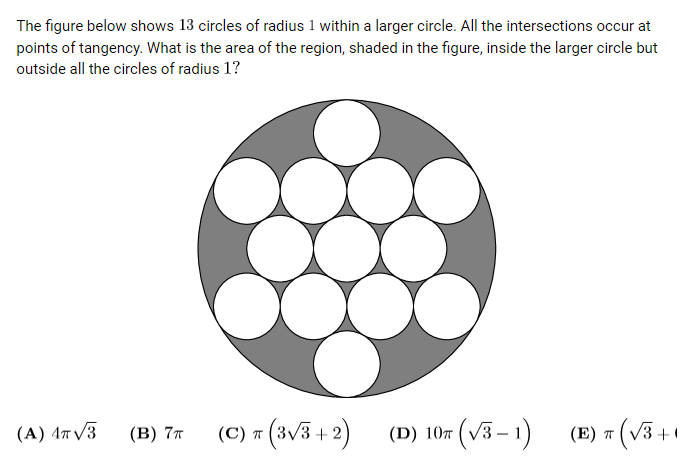 The figure below shows 13 circles of radius 1 within a larger circle. All the intersections occur at
points of tangency. What is the area of the region, shaded in the figure, inside the larger circle but
outside all the circles of radius 1?
(A) 4π√3 (B) 7π (C) π(3√3 + 2) (D) 10π(√3 − 1) (E) π(√3 +